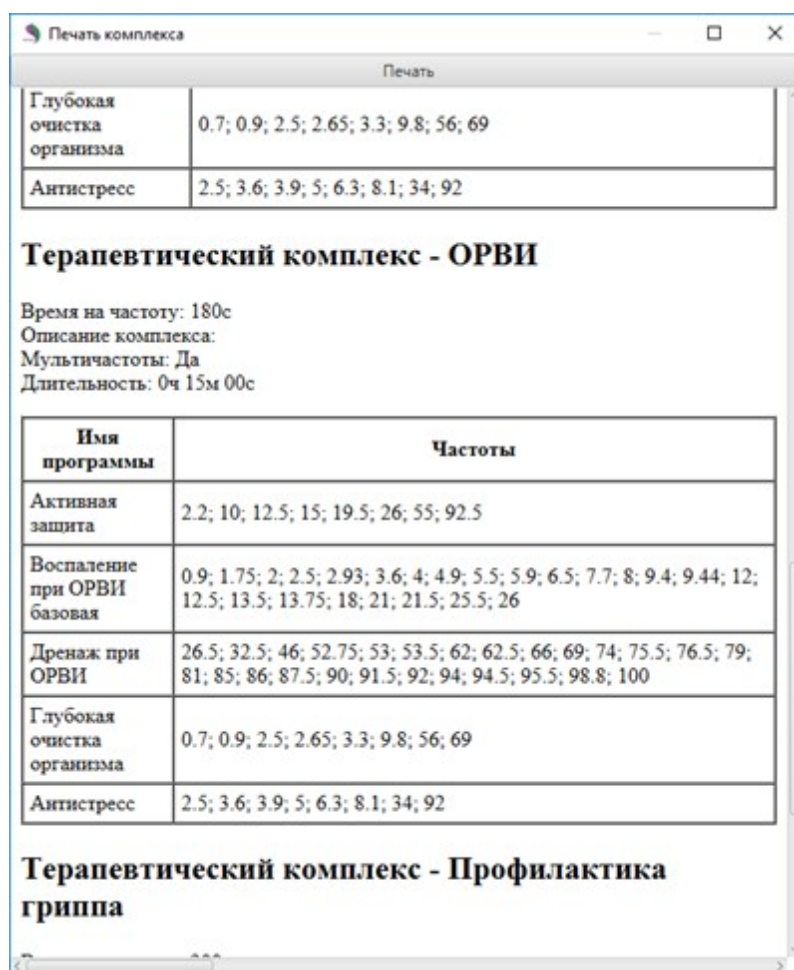 Печать комплекса
Печать
Глубокая
очистка
организма
0.7; 0.9; 2.5; 2.65; 3.3; 9.8; 56; 69
Антистресс
2.5; 3.6; 3.9; 5; 6.3; 8.1; 34; 92
Терапевтический комплекс - ОРВИ
Время на частоту: 180с
Описание комплекса:
Мультичастоты: Да
Длительность: 0ч 15м 00с
Имя
программы
Частоты
Активная
защита
2.2; 10; 12.5; 15; 19.5; 26; 55; 92.5
Воспаление
при ОРВИ
базовая
0.9; 1.75; 2; 2.5; 2.93; 3.6; 4; 4.9; 5.5; 5.9; 6.5; 7.7; 8; 9.4; 9.44; 12;
12.5; 13.5; 13.75; 18; 21; 21.5; 25.5; 26
Дренаж при
ОРВИ
26.5; 32.5; 46; 52.75; 53; 53.5; 62; 62.5; 66; 69; 74; 75.5; 76.5; 79;
81; 85; 86; 87.5; 90; 91.5; 92; 94; 94.5; 95.5; 98.8; 100
Глубокая
очистка
организма
0.7; 0.9; 2.5; 2.65; 3.3; 9.8; 56; 69
Антистресс
2.5; 3.6; 3.9; 5; 6.3; 8.1; 34; 92
Терапевтический комплекс - Профилактика
гриппа